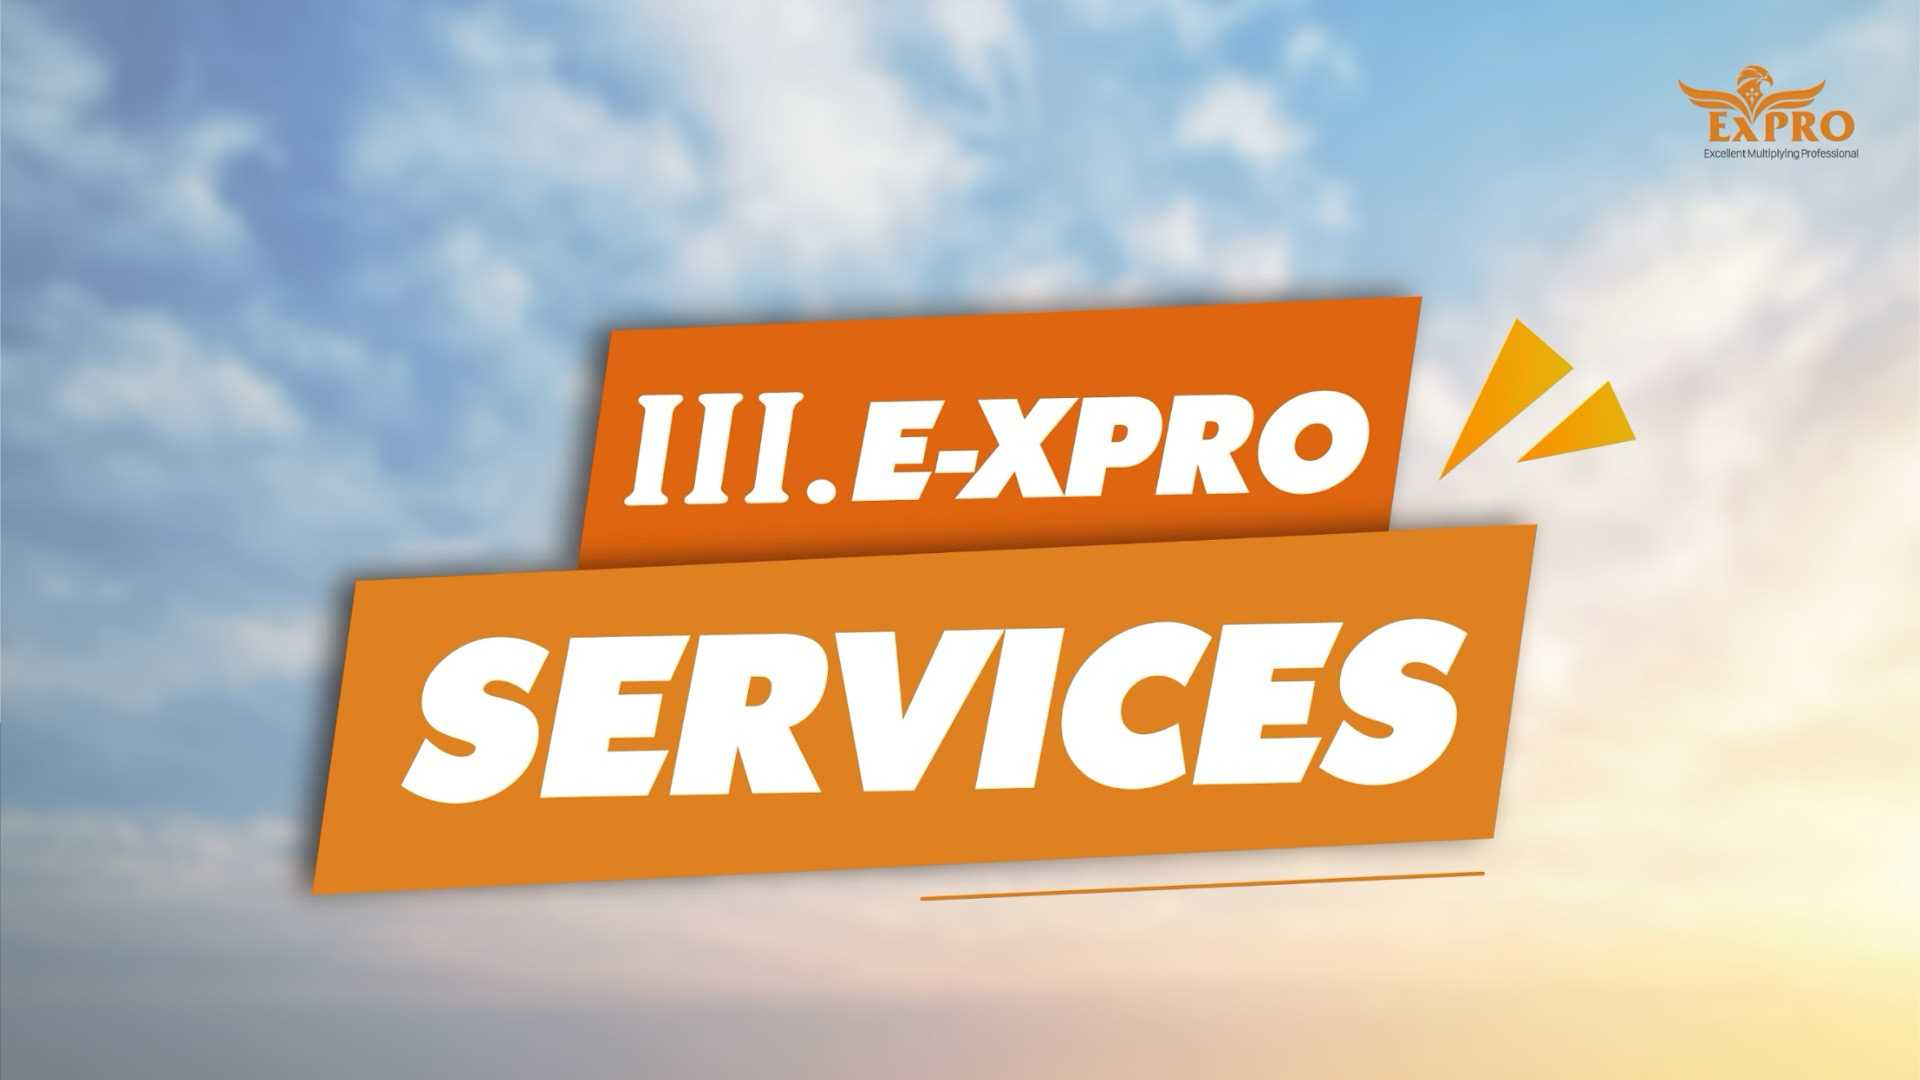 EXPRO
Excellent Multiplying Professional
III. E-XPRO
SERVICES